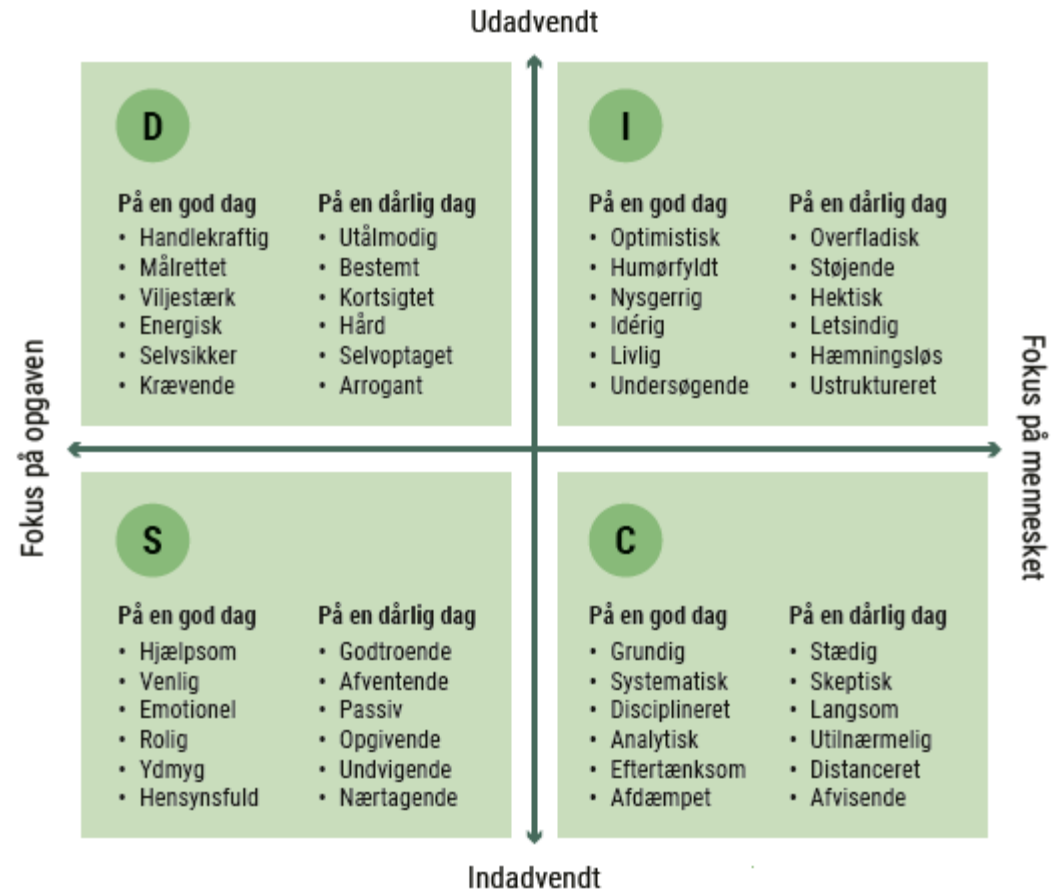 Udadvendt
D
På en god dag
• Handlekraftig
• Målrettet
• Viljestærk
• Energisk
• Selvsikker
• Krævende
På en dårlig dag
• Utålmodig
• Bestemt
• Kortsigtet
• Hård
• Selvoptaget
• Arrogant
I
På en god dag
• Optimistisk
• Humørfyldt
• Nysgerrig
• Idérig
• Livlig
• Undersøgende
På en dårlig dag
• Overfladisk
• Støjende
• Hektisk
• Letsindig
• Hæmningsløs
• Ustruktureret
Fokus på opgaven
Fokus på mennesket
S
På en god dag
• Hjælpsom
• Venlig
• Emotionel
• Rolig
• Ydmyg
• Hensynsfuld
På en dårlig dag
• Godtroende
• Afventende
• Passiv
• Opgivende
• Undvigende
• Nærtagende
C
På en god dag
• Grundig
• Systematisk
• Disciplineret
• Analytisk
• Eftertænksom
• Afdæmpet
På en dårlig dag
• Stædig
• Skeptisk
• Langsom
• Utilnærmelig
• Distanceret
• Afvisende
Indadvendt